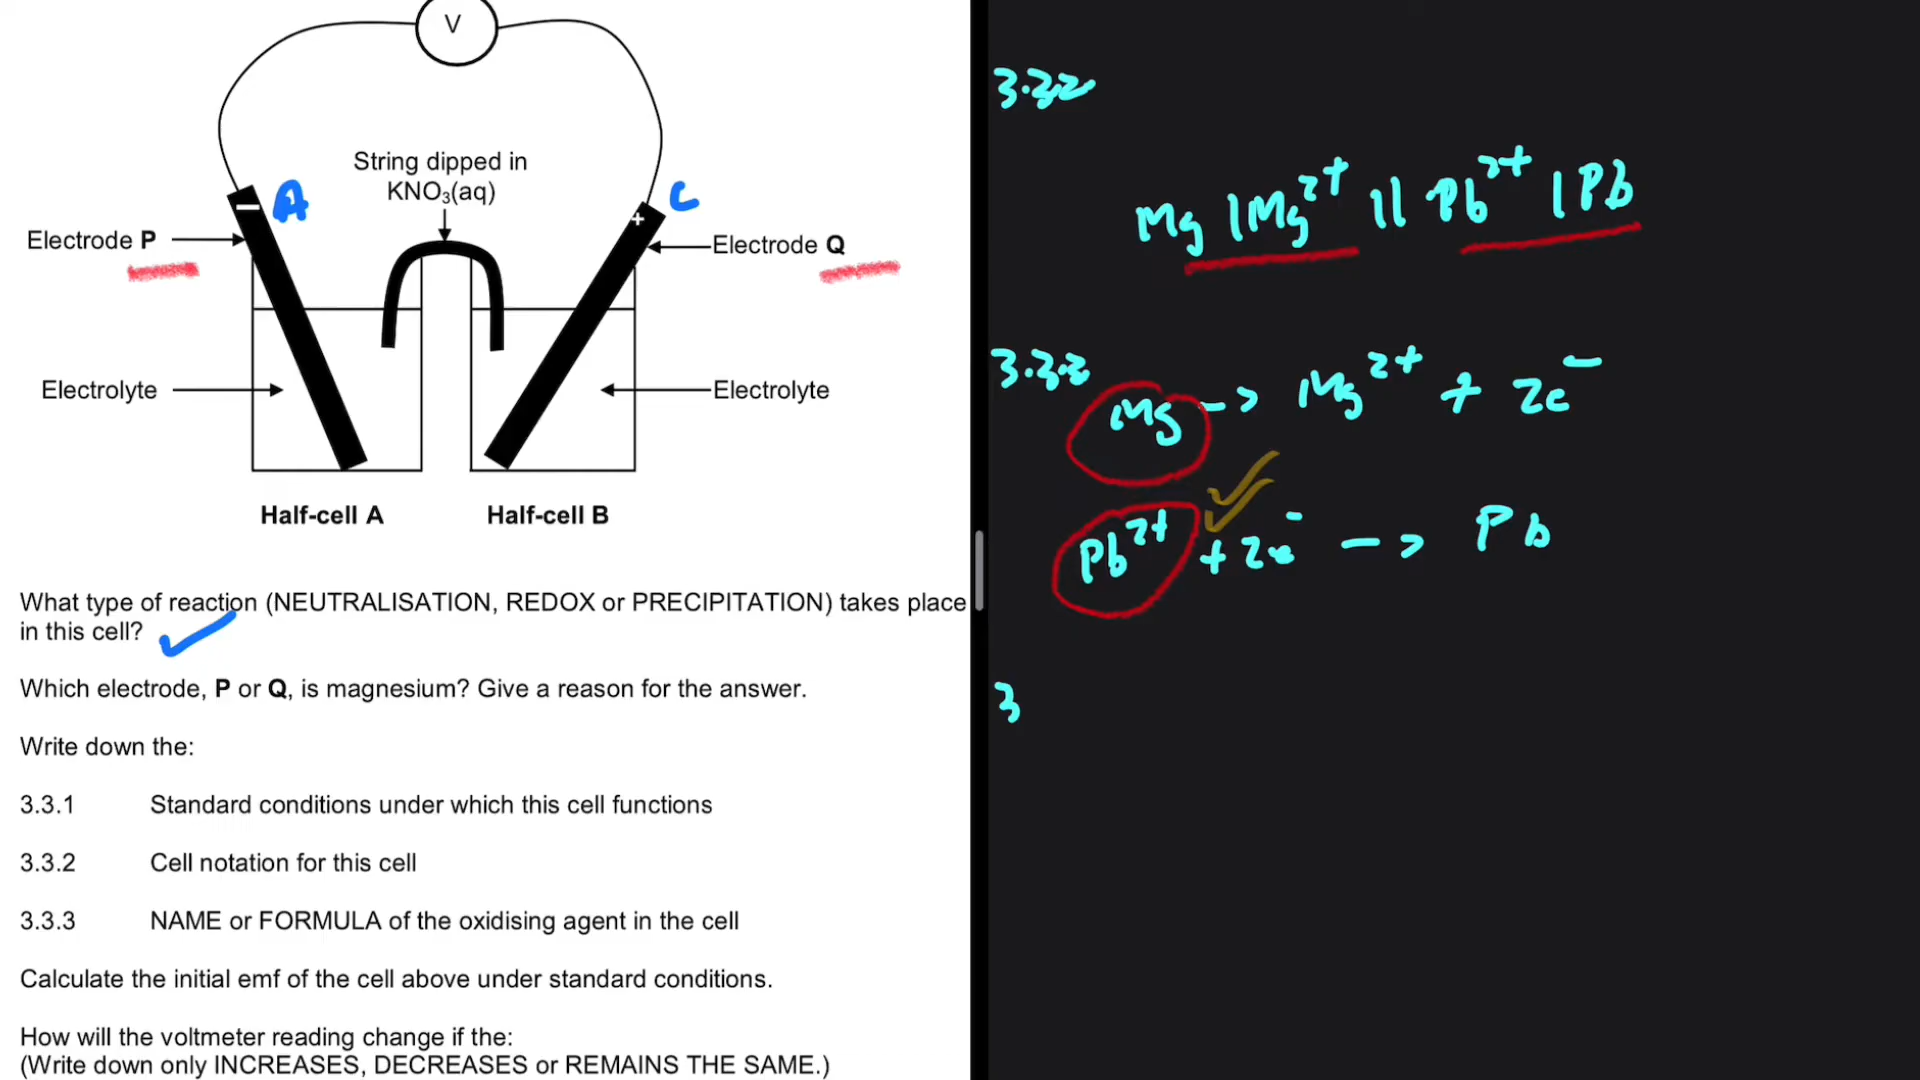 V
String dipped in
KNO₃(aq)
− A
+ C
Electrode P
Electrode Q
Electrolyte
Electrolyte
Half-cell A
Half-cell B
What type of reaction (NEUTRALISATION, REDOX or PRECIPITATION) takes place
in this cell?
Which electrode, P or Q, is magnesium? Give a reason for the answer.
Write down the:
3.3.1 Standard conditions under which this cell functions
3.3.2 Cell notation for this cell
3.3.3 NAME or FORMULA of the oxidising agent in the cell
Calculate the initial emf of the cell above under standard conditions.
How will the voltmeter reading change if the:
(Write down only INCREASES, DECREASES or REMAINS THE SAME.)
3.3.2
Mg | Mg²⁺ || Pb²⁺ | Pb
3.3.3
Mg -> Mg²⁺ + 2e⁻
Pb²⁺ + 2e⁻ -> Pb
3